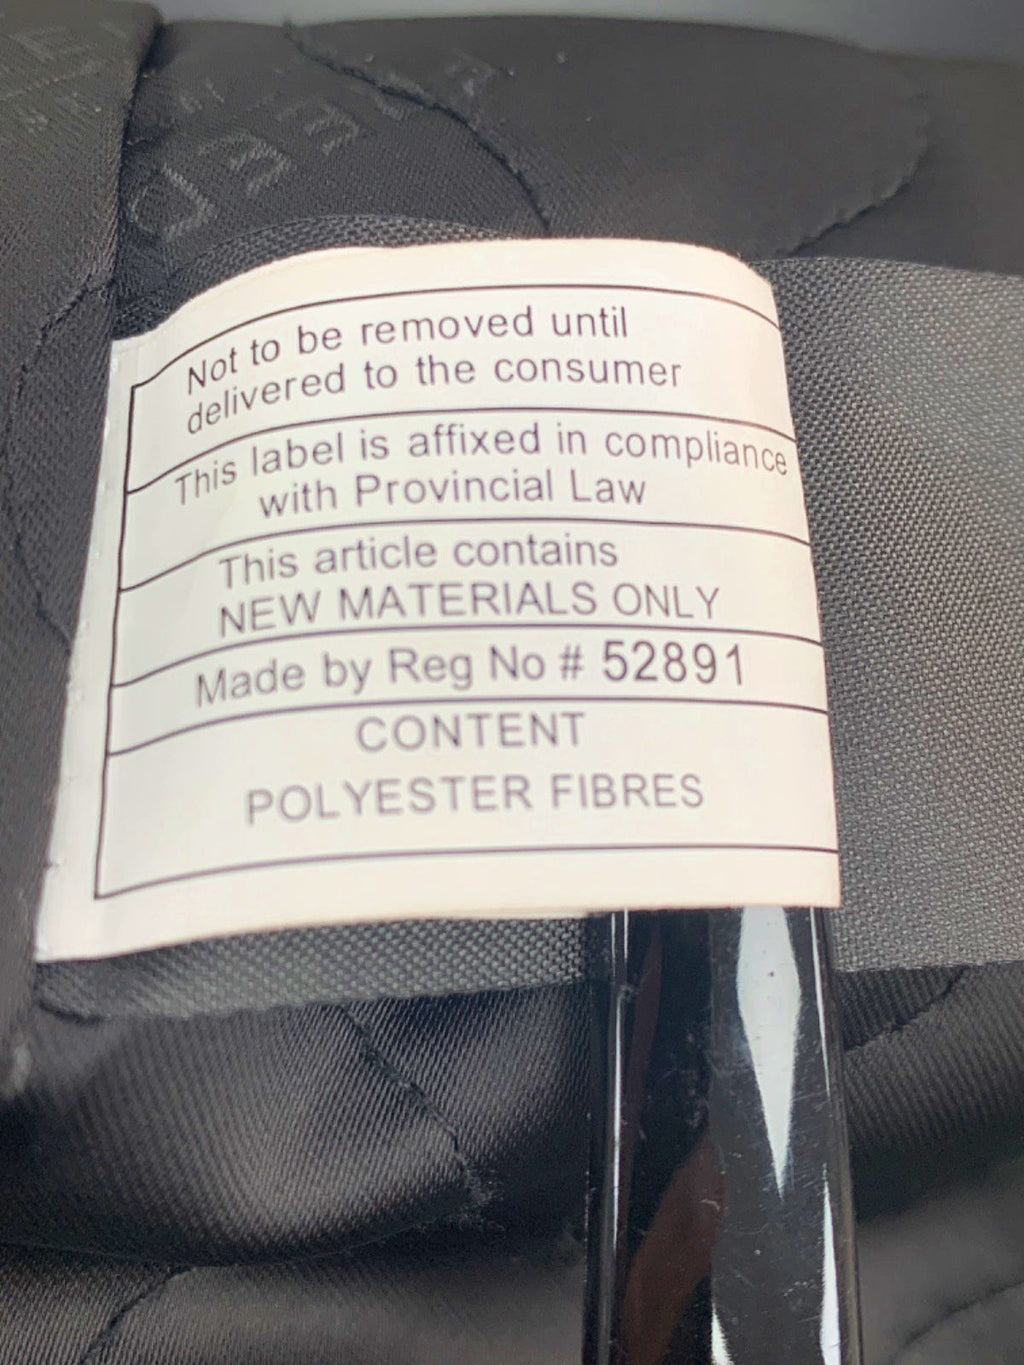 Not to be removed until
delivered to the consumer
This label is affixed in compliance
with Provincial Law
This article contains
NEW MATERIALS ONLY
Made by Reg No # 52891
CONTENT
POLYESTER FIBRES